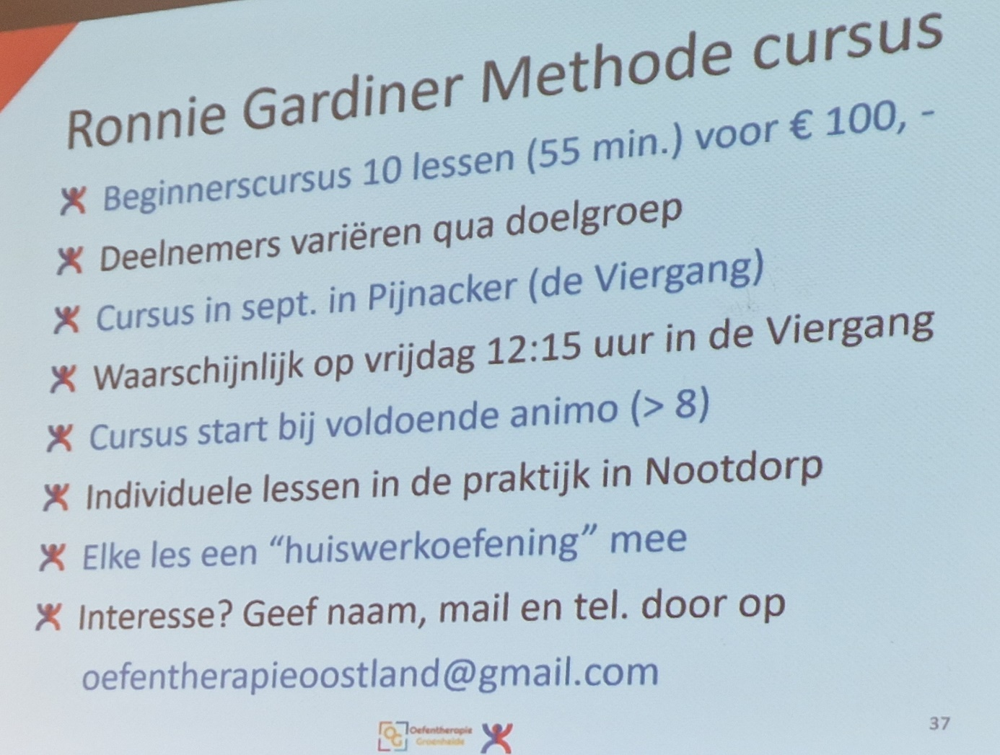 Ronnie Gardiner Methode cursus
Beginnerscursus 10 lessen (55 min.) voor € 100, -
Deelnemers variëren qua doelgroep
Cursus in sept. in Pijnacker (de Viergang)
Waarschijnlijk op vrijdag 12:15 uur in de Viergang
Cursus start bij voldoende animo (> 8)
Individuele lessen in de praktijk in Nootdorp
Elke les een “huiswerkoefening” mee
Interesse? Geef naam, mail en tel. door op
oefentherapieoostland@gmail.com
OG Oefentherapie
Groenheide
37